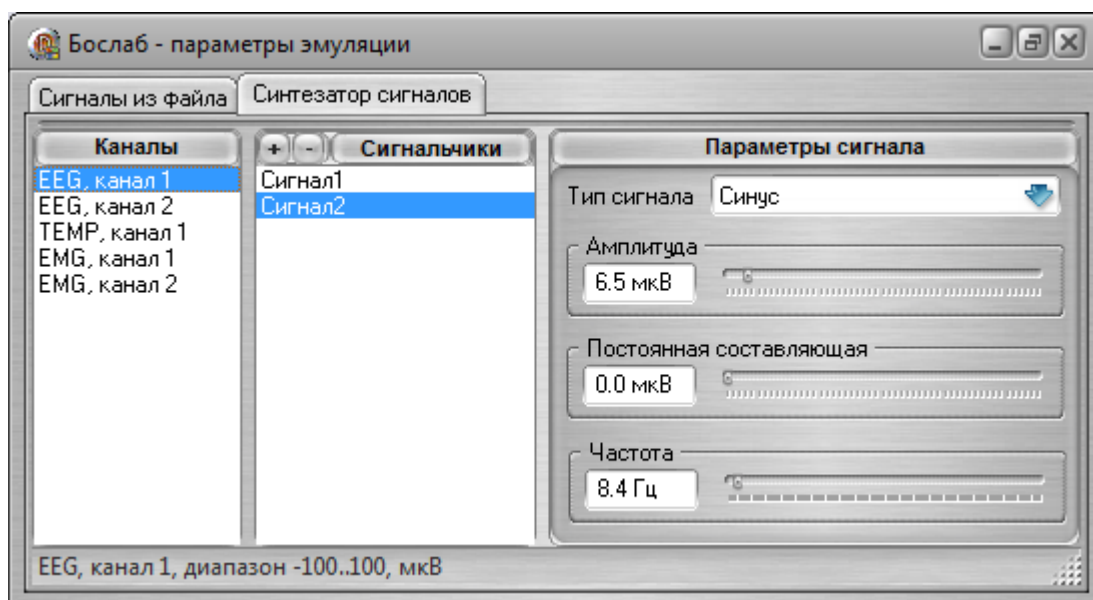 Бослаб - параметры эмуляции
Сигналы из файла
Синтезатор сигналов
Каналы
EEG, канал 1
EEG, канал 2
TEMP, канал 1
EMG, канал 1
EMG, канал 2
+ - Сигнальчики
Сигнал1
Сигнал2
Параметры сигнала
Тип сигнала Синус
Амплитуда
6.5 мкВ
Постоянная составляющая
0.0 мкВ
Частота
8.4 Гц
EEG, канал 1, диапазон -100..100, мкВ